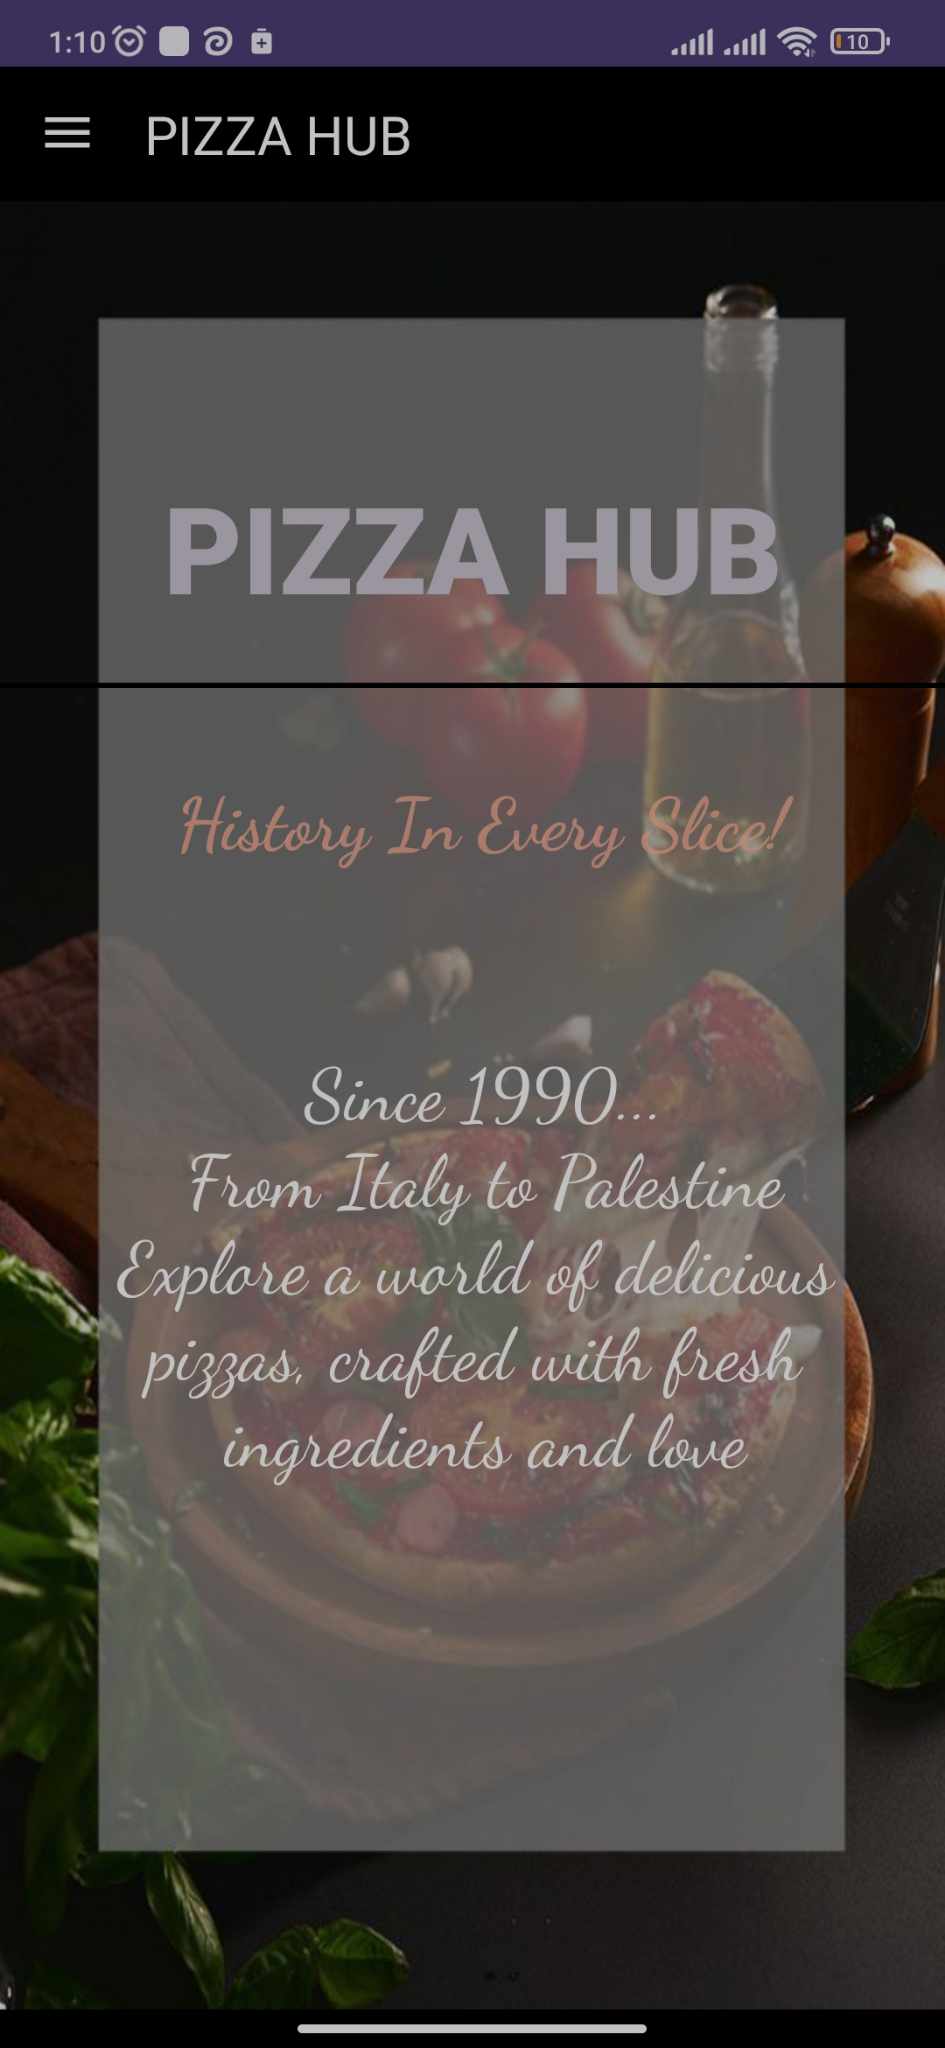 1:10 10
PIZZA HUB
PIZZA HUB
History In Every Slice!
Since 1990...
From Italy to Palestine
Explore a world of delicious
pizzas, crafted with fresh
ingredients and love